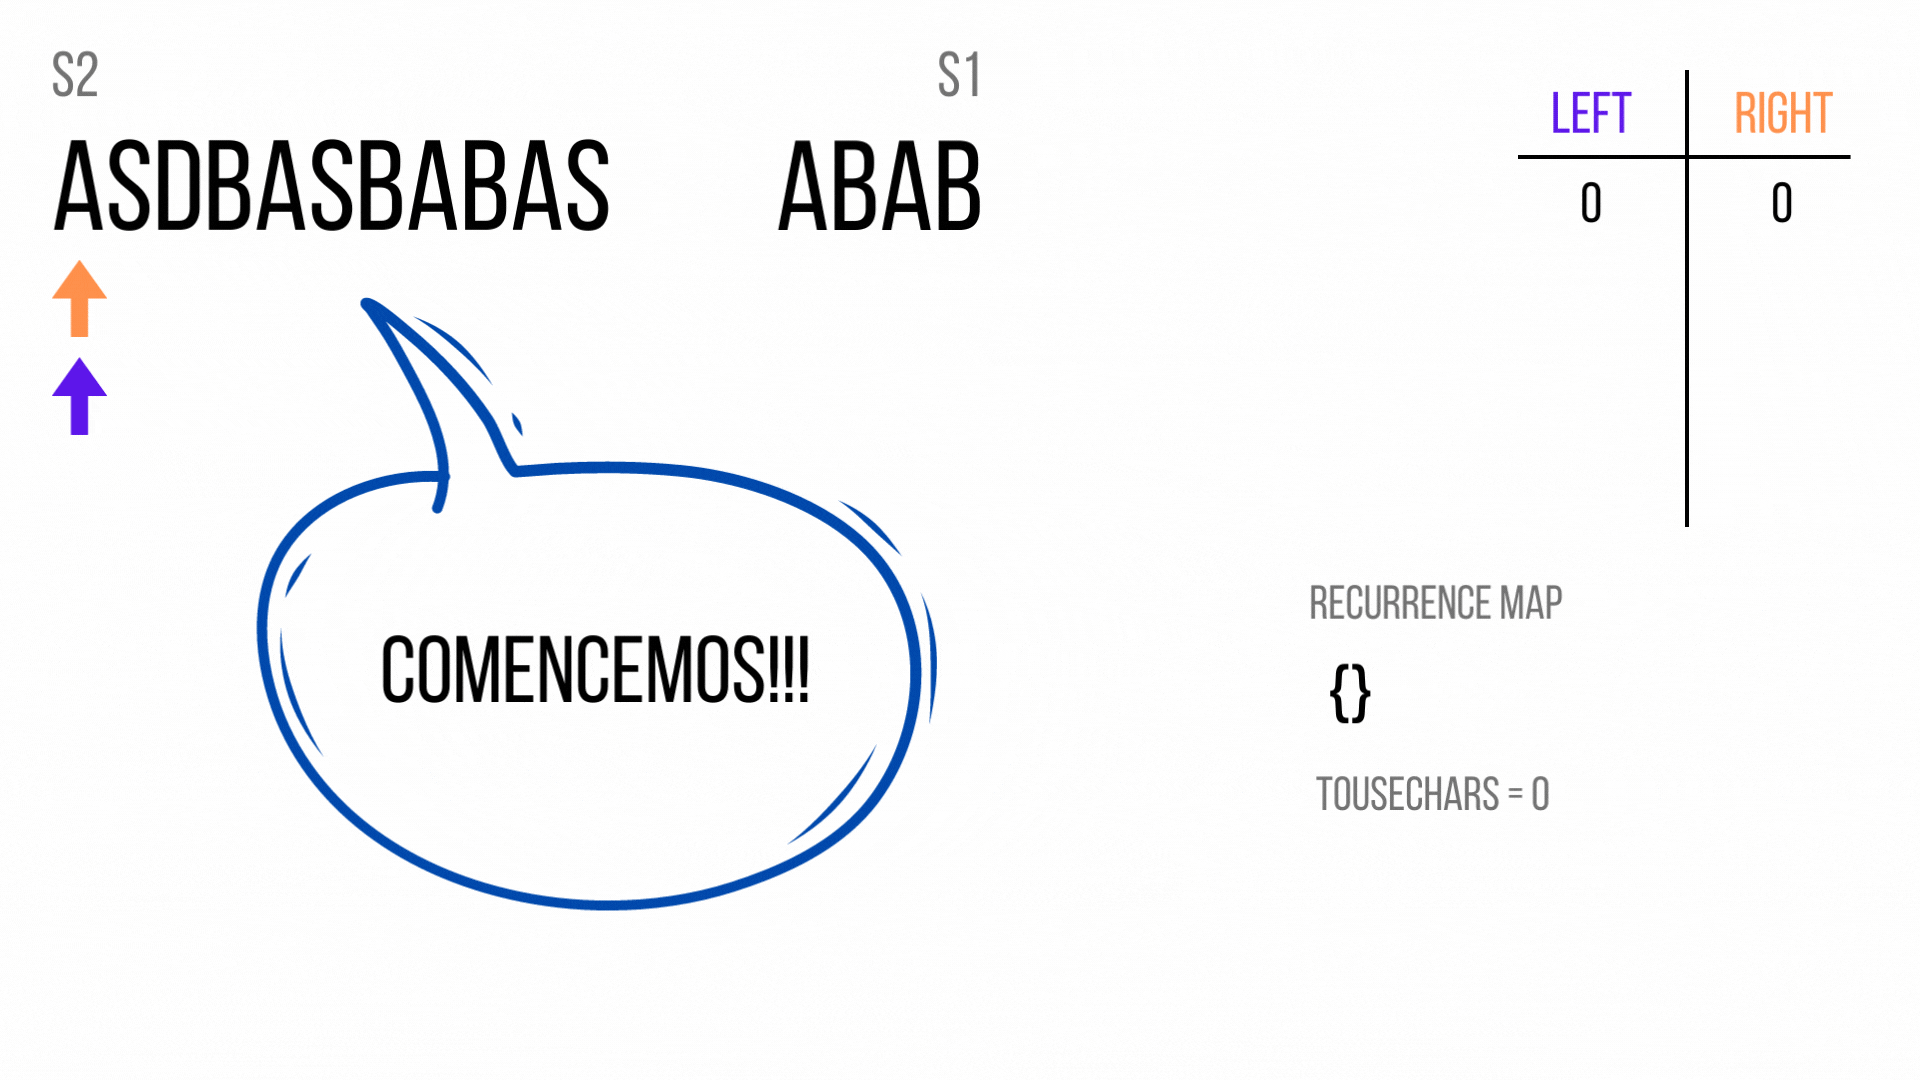 S2
S1
ASDBASBABAS
ABAB
LEFT
RIGHT
0
0
COMENCEMOS!!!
RECURRENCE MAP
{}
TOUSECHARS = 0